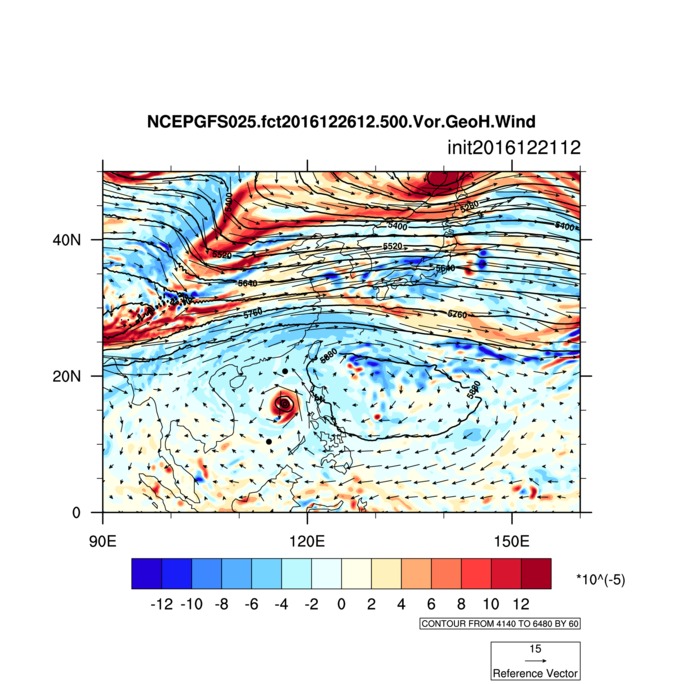 NCEPGFS025.fct2016122612.500.Vor.GeoH.Wind
init2016122112
5400
5280
5400
5400
5520
5520
5640
5640
5760
5760
5880
5880
40N
20N
0
90E 120E 150E
-12 -10 -8 -6 -4 -2 0 2 4 6 8 10 12
*10^(-5)
CONTOUR FROM 4140 TO 6480 BY 60
15
Reference Vector